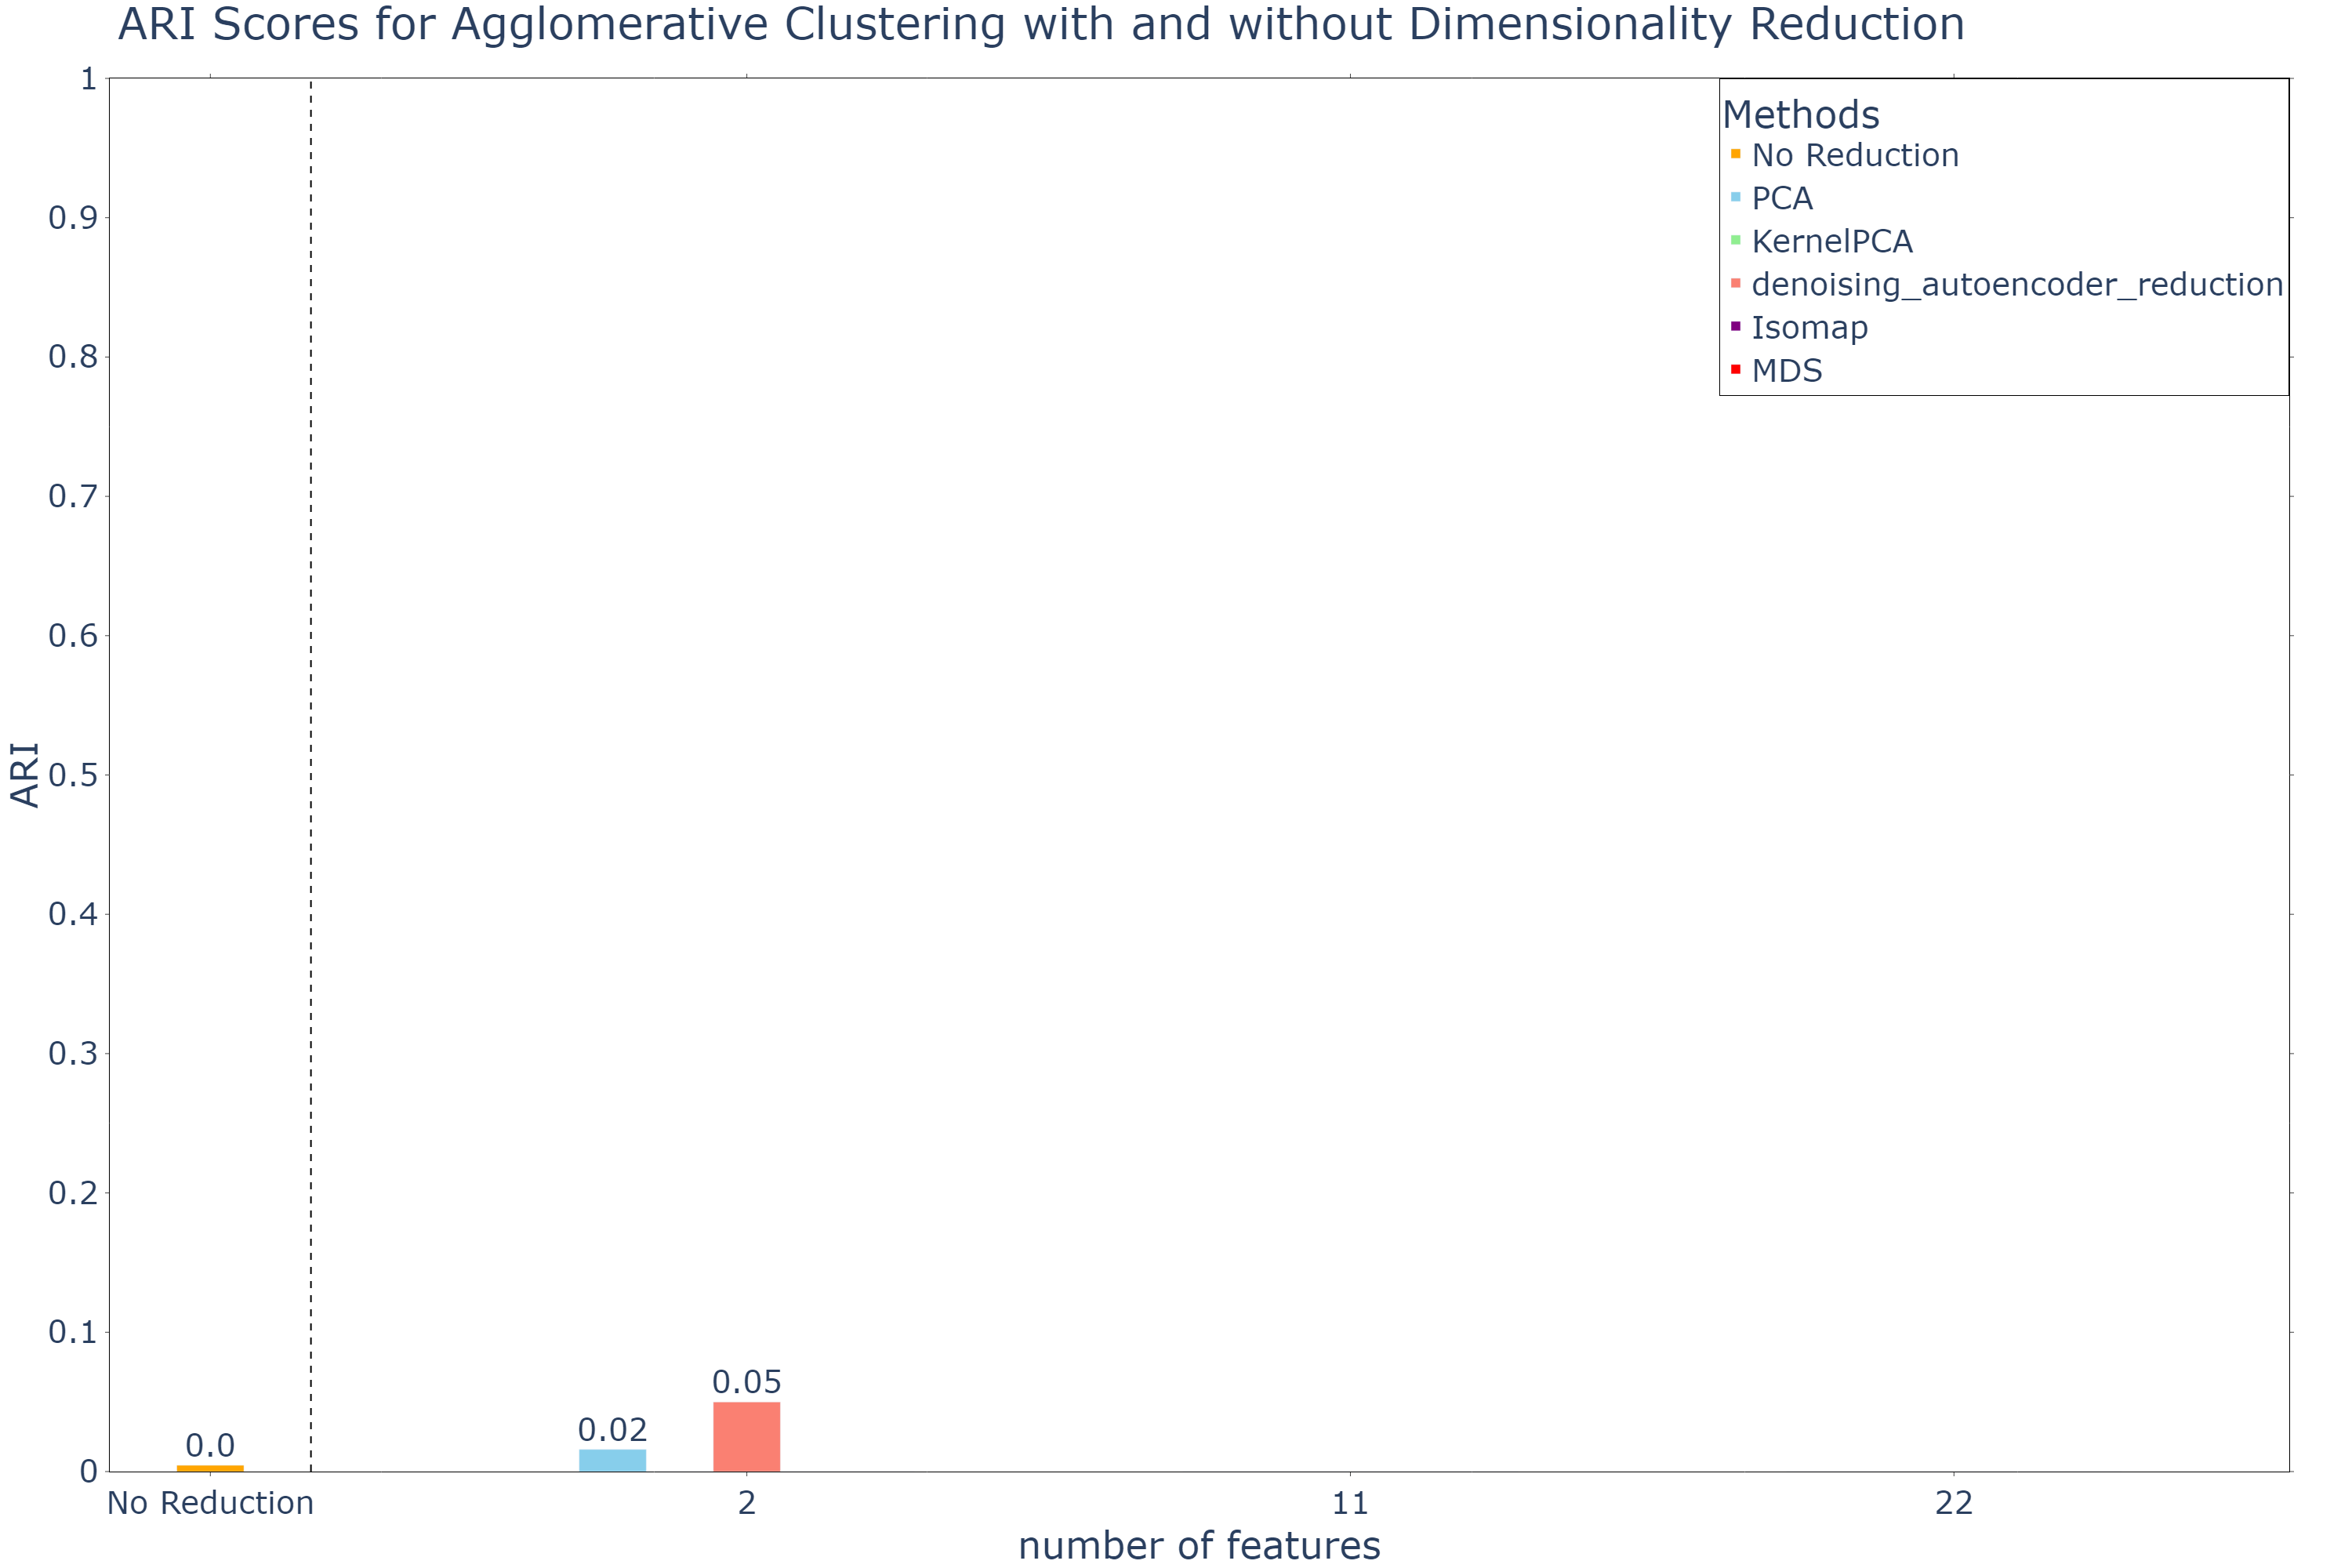 ARI Scores for Agglomerative Clustering with and without Dimensionality Reduction
1
0.9
0.8
0.7
0.6
0.5
0.4
0.3
0.2
0.1
0
ARI
Methods
No Reduction
PCA
KernelPCA
denoising_autoencoder_reduction
Isomap
MDS
0.0
0.02
0.05
No Reduction
2
11
22
number of features